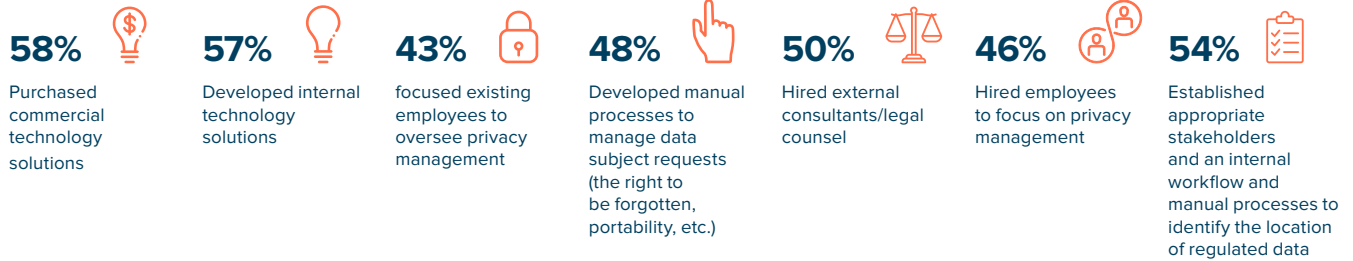 58%
Purchased
commercial
technology
solutions
57%
Developed internal
technology
solutions
43%
focused existing
employees to
oversee privacy
management
48%
Developed manual
processes to
manage data
subject requests
(the right to
be forgotten,
portability, etc.)
50%
Hired external
consultants/legal
counsel
46%
Hired employees
to focus on privacy
management
54%
Established
appropriate
stakeholders
and an internal
workflow and
manual processes to
identify the location
of regulated data